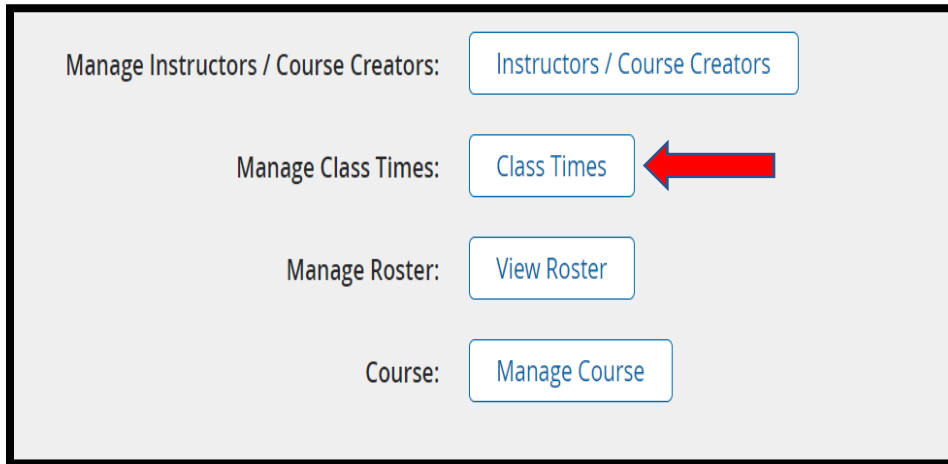 Manage Instructors / Course Creators: Instructors / Course Creators
Manage Class Times: Class Times
Manage Roster: View Roster
Course: Manage Course